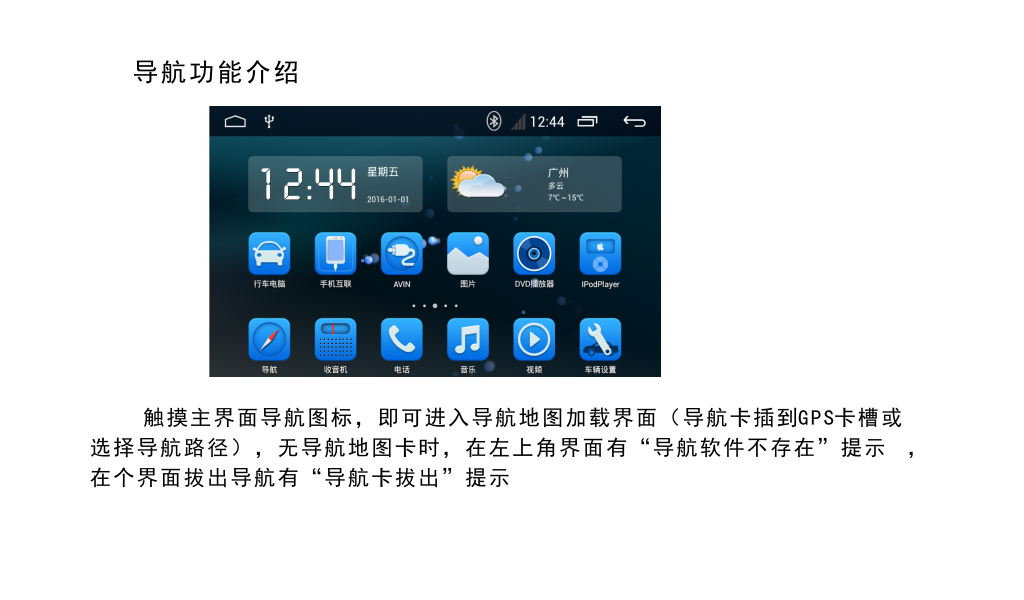 导航功能介绍
12:44
12:44 星期五
2016-01-01
广州
多云
7℃~15℃
行车电脑 手机互联 AVIN 图片 DVD播放器 IPodPlayer
导航 收音机 电话 音乐 视频 车辆设置
触摸主界面导航图标，即可进入导航地图加载界面（导航卡插到GPS卡槽或
选择导航路径），无导航地图卡时，在左上角界面有“导航软件不存在”提示 ，
在个界面拔出导航有“导航卡拔出”提示